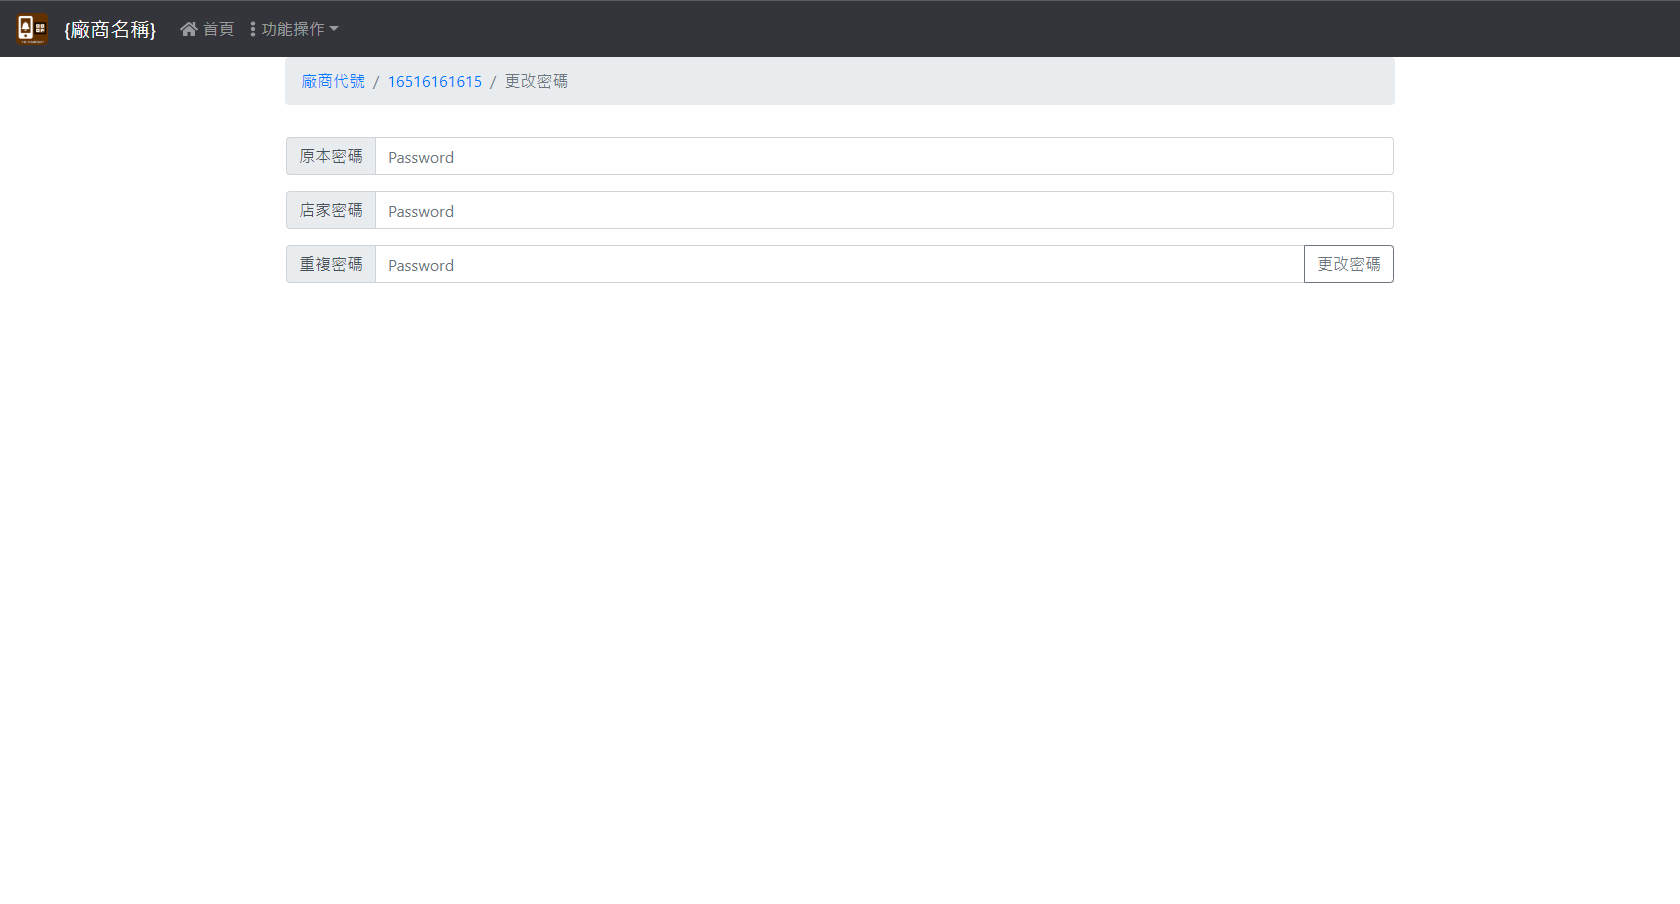 {廠商名稱} 首頁 功能操作
廠商代號 / 16516161615 / 更改密碼
原本密碼 Password
店家密碼 Password
重複密碼 Password 更改密碼